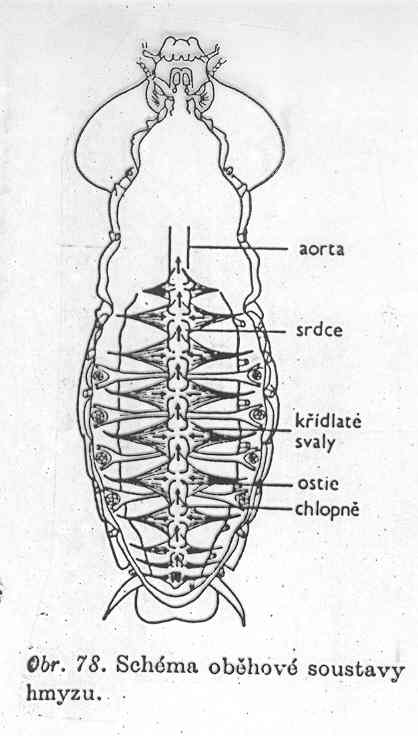 aorta
srdce
křídlaté
svaly
ostie
chlopně
Obr. 78. Schéma oběhové soustavy
hmyzu.